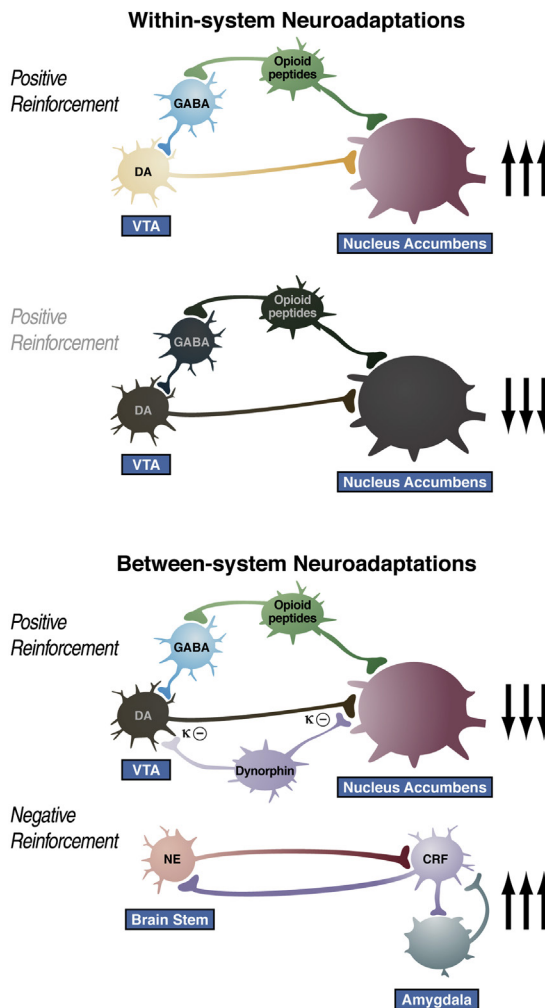 Within-system Neuroadaptations
Positive
Reinforcement
Opioid
peptides
GABA
DA
VTA
Nucleus Accumbens
Positive
Reinforcement
Opioid
peptides
GABA
DA
VTA
Nucleus Accumbens
Between-system Neuroadaptations
Positive
Reinforcement
Opioid
peptides
GABA
DA
κ⊖
κ⊖
VTA
Dynorphin
Nucleus Accumbens
Negative
Reinforcement
NE
CRF
Brain Stem
Amygdala